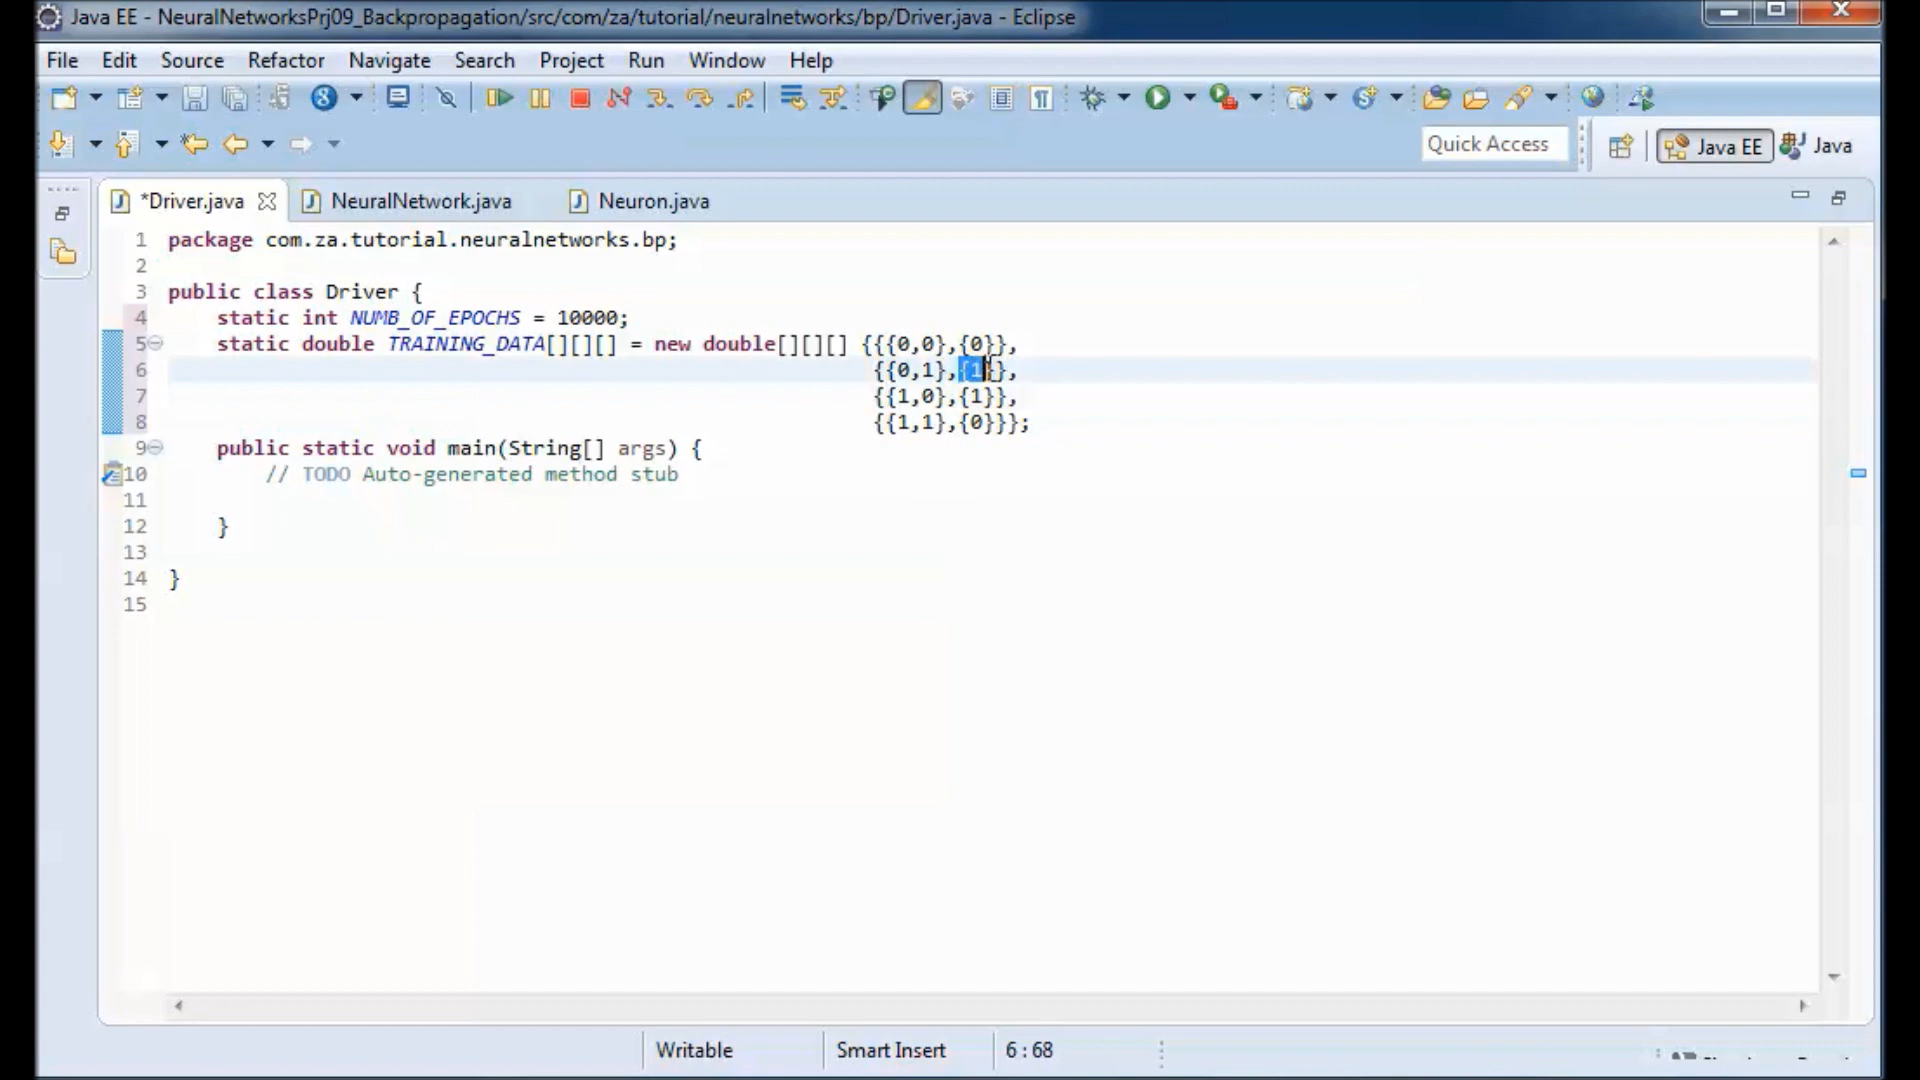 Java EE - NeuralNetworksPrj09_Backpropagation/src/com/za/tutorial/neuralnetworks/bp/Driver.java - Eclipse
File Edit Source Refactor Navigate Search Project Run Window Help
Quick Access Java EE Java
*Driver.java NeuralNetwork.java Neuron.java
1 package com.za.tutorial.neuralnetworks.bp;
2
3 public class Driver {
4 static int NUMB_OF_EPOCHS = 10000;
5 static double TRAINING_DATA[][][] = new double[][][] {{{0,0},{0}},
6 {{0,1},{1}},
7 {{1,0},{1}},
8 {{1,1},{0}}};
9 public static void main(String[] args) {
10 // TODO Auto-generated method stub
11
12 }
13
14 }
15
Writable Smart Insert 6 : 68